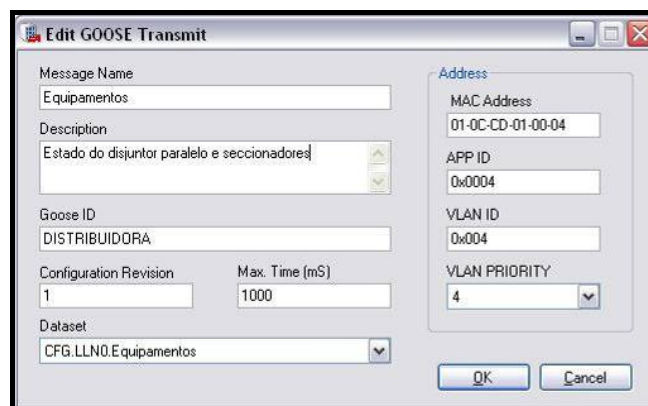 Edit GOOSE Transmit
Message Name
Equipamentos
Description
Estado do disjuntor paralelo e seccionadores
Goose ID
DISTRIBUIDORA
Configuration Revision
Max. Time (mS)
1
1000
Dataset
CFG.LLN0.Equipamentos
Address
MAC Address
01-0C-CD-01-00-04
APP ID
0x0004
VLAN ID
0x004
VLAN PRIORITY
4
OK
Cancel